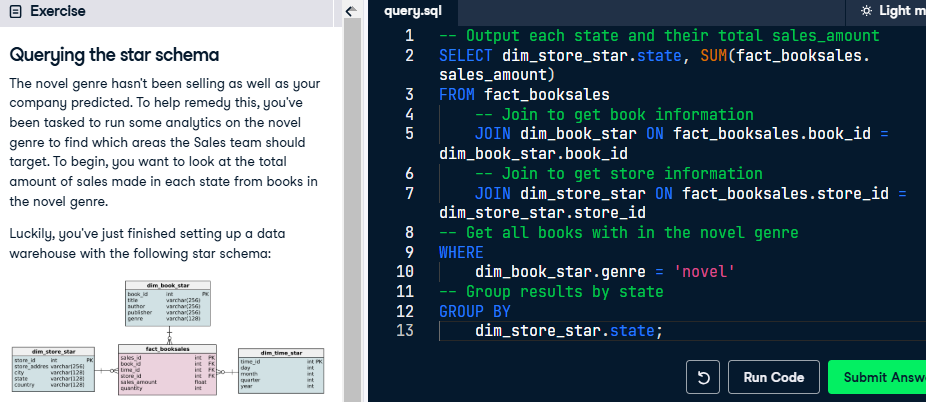 Exercise
Querying the star schema
The novel genre hasn't been selling as well as your
company predicted. To help remedy this, you've
been tasked to run some analytics on the novel
genre to find which areas the Sales team should
target. To begin, you want to look at the total
amount of sales made in each state from books in
the novel genre.
Luckily, you've just finished setting up a data
warehouse with the following star schema:
dim_book_star
book_id int PK
title varchar(256)
author varchar(256)
publisher varchar(256)
genre varchar(128)
dim_store_star
store_id int PK
store_addres varchar(256)
city varchar(128)
state varchar(128)
country varchar(128)
fact_booksales
sales_id int PK
book_id int FK
time_id int FK
store_id int FK
sales_amount float
quantity int
dim_time_star
time_id int PK
day int
month int
quarter int
year int
query.sql
Light m
1 -- Output each state and their total sales_amount
2 SELECT dim_store_star.state, SUM(fact_booksales.
sales_amount)
3 FROM fact_booksales
4 -- Join to get book information
5 JOIN dim_book_star ON fact_booksales.book_id =
dim_book_star.book_id
6 -- Join to get store information
7 JOIN dim_store_star ON fact_booksales.store_id =
dim_store_star.store_id
8 -- Get all books with in the novel genre
9 WHERE
10 dim_book_star.genre = 'novel'
11 -- Group results by state
12 GROUP BY
13 dim_store_star.state;
Run Code
Submit Answ